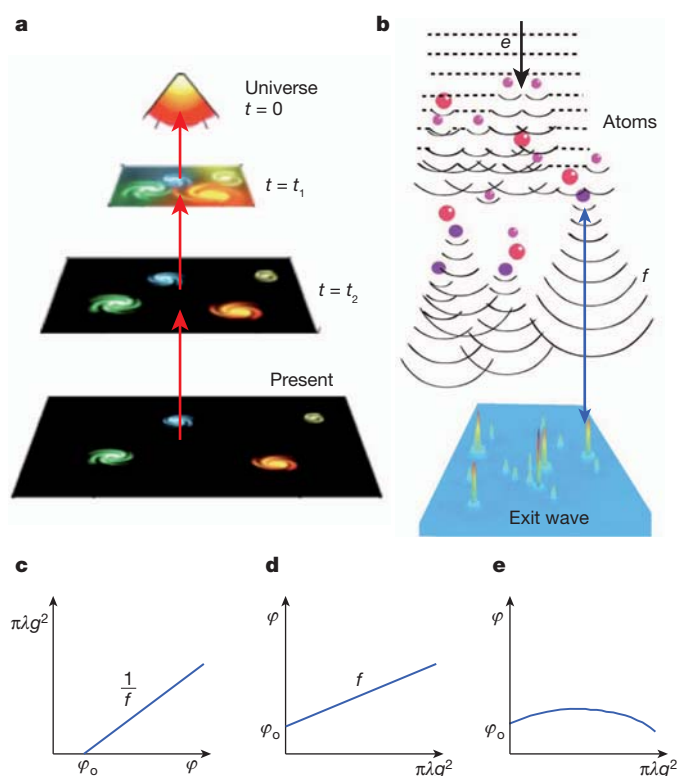 a
Universe
t = 0
t = t₁
t = t₂
Present
b
e
Atoms
f
Exit wave
c
πλg²
1
f
φₒ
φ
d
φ
f
φₒ
πλg²
e
φ
φₒ
πλg²